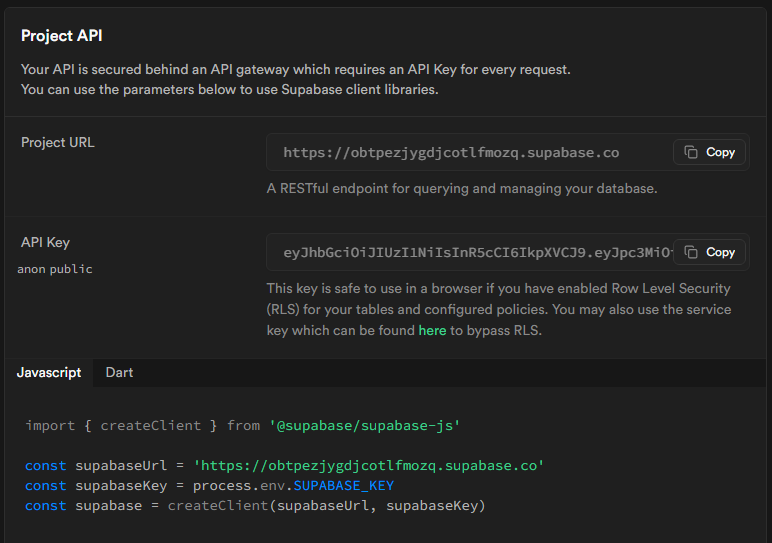 Project API
Your API is secured behind an API gateway which requires an API Key for every request.
You can use the parameters below to use Supabase client libraries.
Project URL
https://obtpezjygdjcotlfmozq.supabase.co
Copy
A RESTful endpoint for querying and managing your database.
API Key
anon public
eyJhbGciOiJIUzI1NiIsInR5cCI6IkpXVCJ9.eyJpc3MiO
Copy
This key is safe to use in a browser if you have enabled Row Level Security
(RLS) for your tables and configured policies. You may also use the service
key which can be found here to bypass RLS.
Javascript
Dart
import { createClient } from '@supabase/supabase-js'
const supabaseUrl = 'https://obtpezjygdjcotlfmozq.supabase.co'
const supabaseKey = process.env.SUPABASE_KEY
const supabase = createClient(supabaseUrl, supabaseKey)